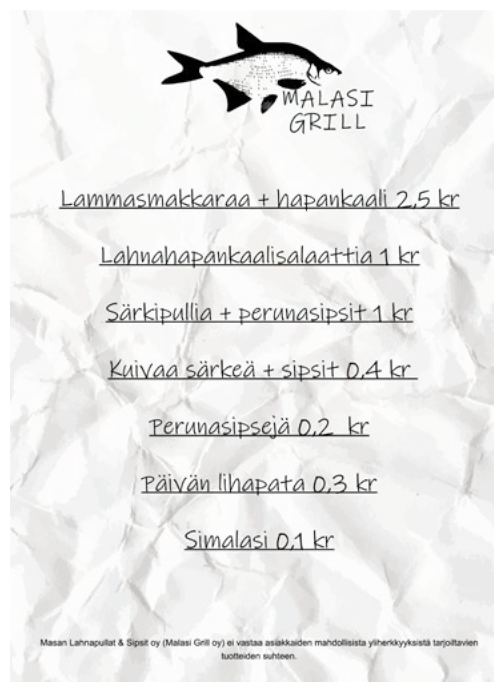 MALASI
GRILL
Lammasmakkaraa + hapankaali 2,5 kr
Lahnahapankaalisalaattia 1 kr
Särkipullia + perunasipsit 1 kr
Kuivaa särkeä + sipsit 0,4 kr
Perunasipsejä 0,2 kr
Päivän lihapata 0,3 kr
Simalasi 0,1 kr
Masan Lahnapullat & Sipsit oy (Malasi Grill oy) ei vastaa asiakkaiden mahdollisista yliherkkyyksistä tarjoiltavien
tuotteiden suhteen.